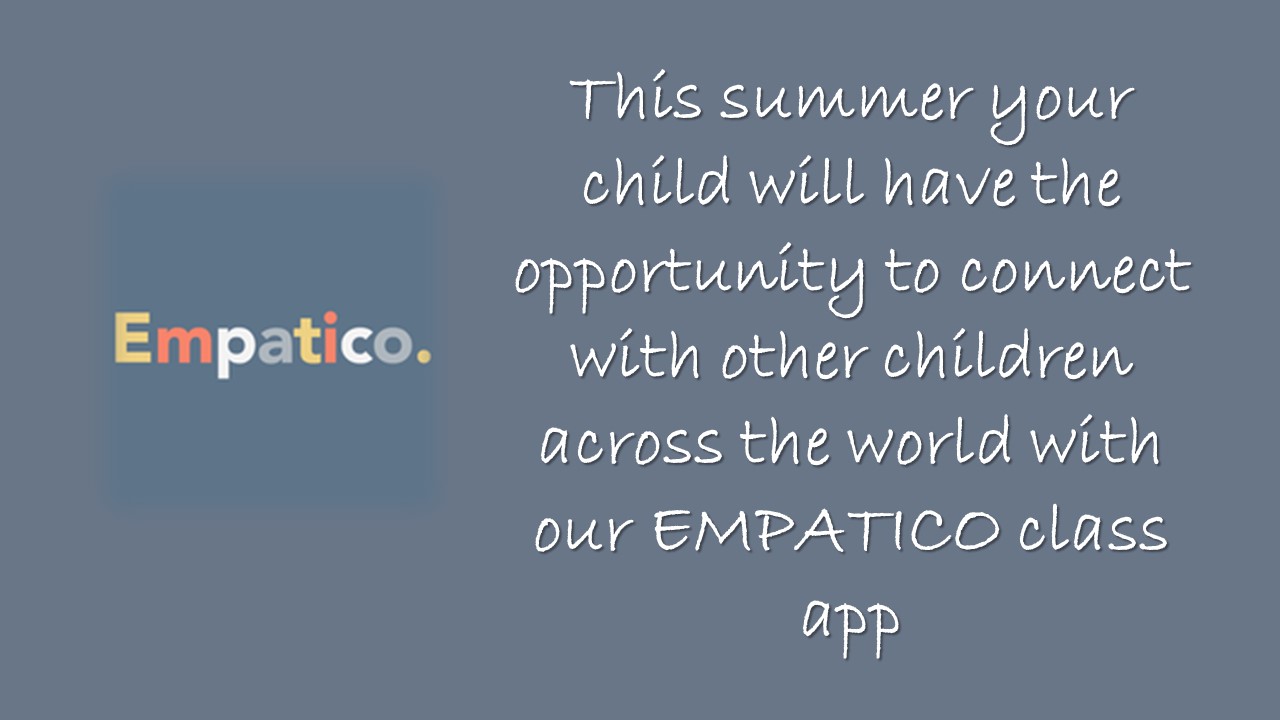 Empatico.
This summer your
child will have the
opportunity to connect
with other children
across the world with
our EMPATICO class
app